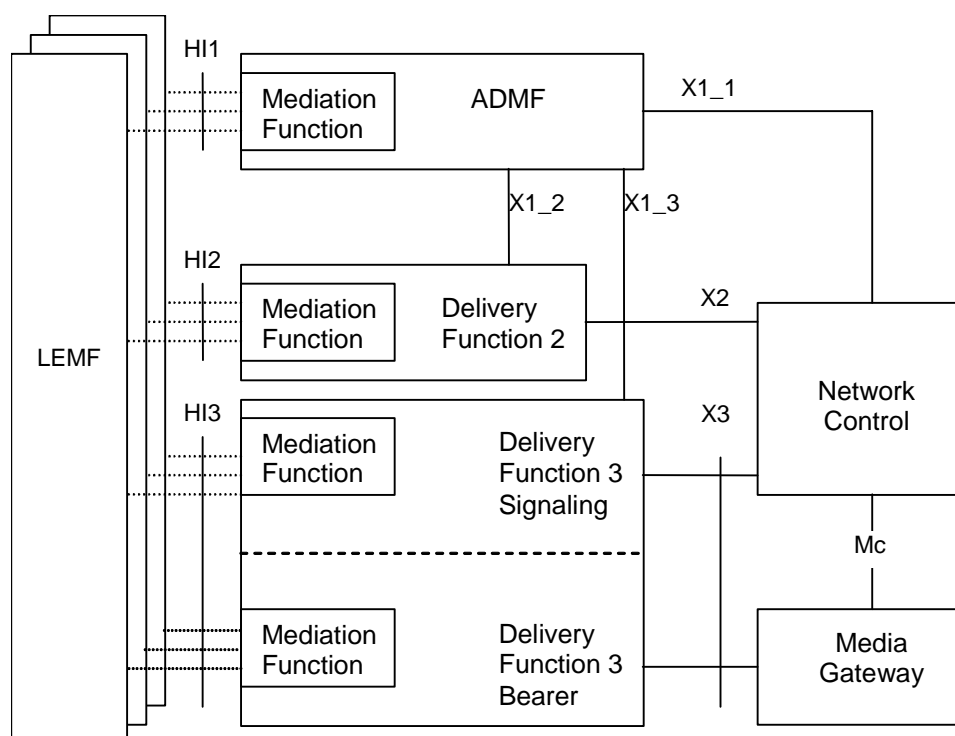 HI1
Mediation
Function
ADMF
X1_1
X1_2
X1_3
HI2
Mediation
Function
Delivery
Function 2
X2
LEMF
Network
Control
HI3
Mediation
Function
Delivery
Function 3
Signaling
X3
Mc
Mediation
Function
Delivery
Function 3
Bearer
Media
Gateway